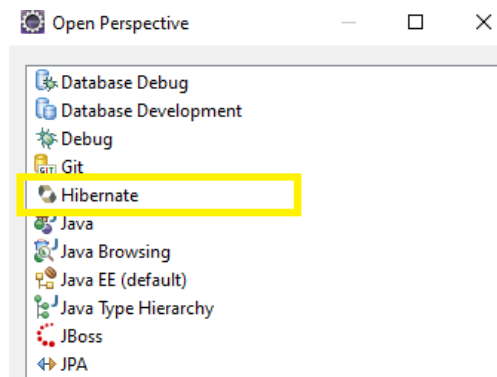 Open Perspective
Database Debug
Database Development
Debug
GIT Git
Hibernate
Java
Java Browsing
Java EE (default)
Java Type Hierarchy
JBoss
JPA